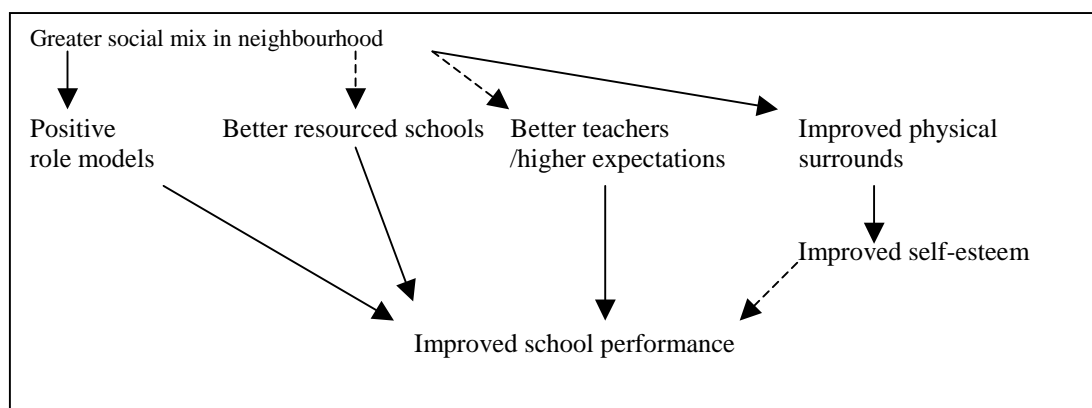 Greater social mix in neighbourhood
Positive
role models
Better resourced schools
Better teachers
/higher expectations
Improved physical
surrounds
Improved self-esteem
Improved school performance